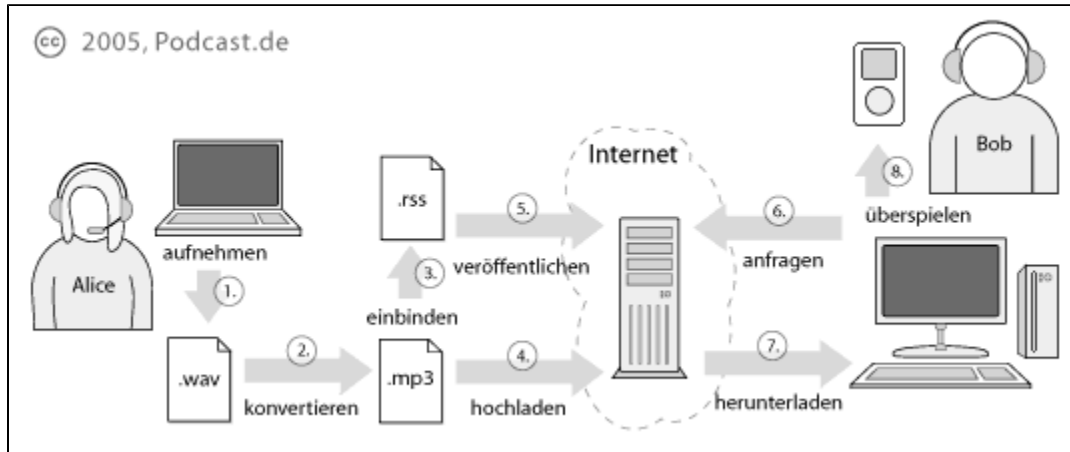 cc 2005, Podcast.de
Alice
aufnehmen
1.
.wav
2.
konvertieren
.mp3
einbinden
3.
.rss
4.
hochladen
5.
veröffentlichen
Internet
6.
anfragen
7.
herunterladen
8.
überspielen
Bob